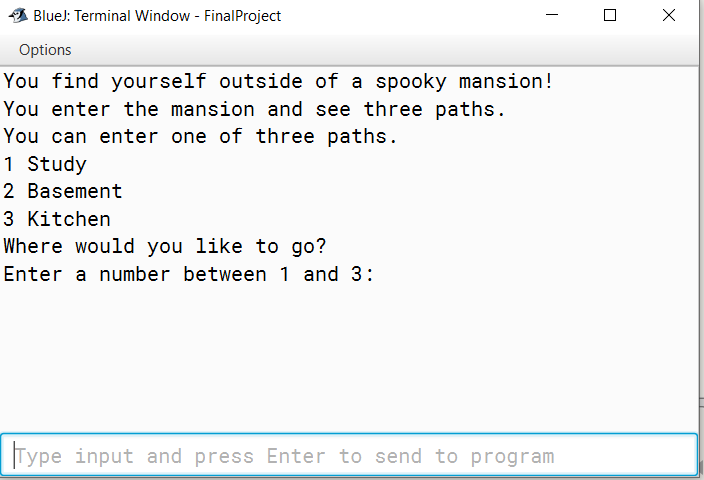 BlueJ: Terminal Window - FinalProject
Options
You find yourself outside of a spooky mansion!
You enter the mansion and see three paths.
You can enter one of three paths.
1 Study
2 Basement
3 Kitchen
Where would you like to go?
Enter a number between 1 and 3:
Type input and press Enter to send to program